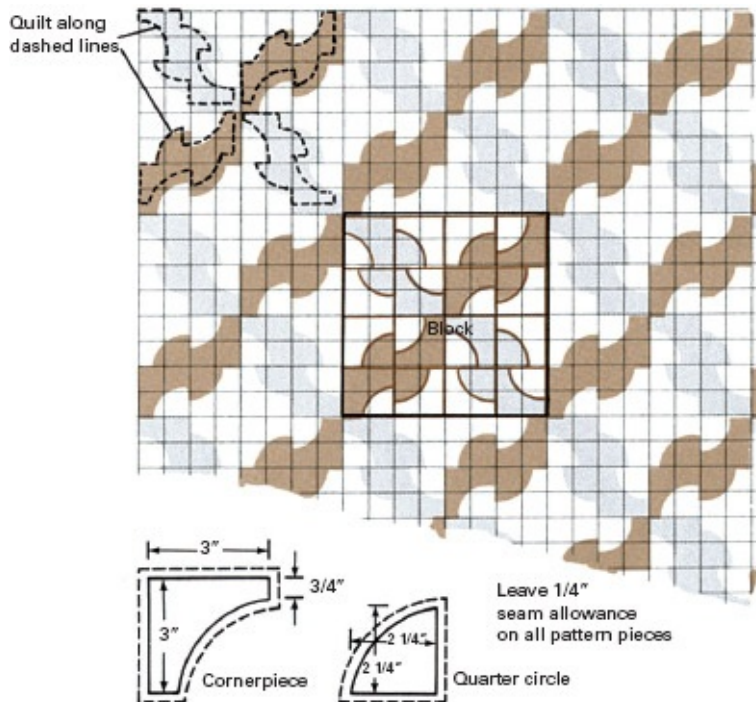 Quilt along
dashed lines
Block
3"
3/4"
3"
Cornerpiece
2 1/4"
2 1/4"
Quarter circle
Leave 1/4"
seam allowance
on all pattern pieces